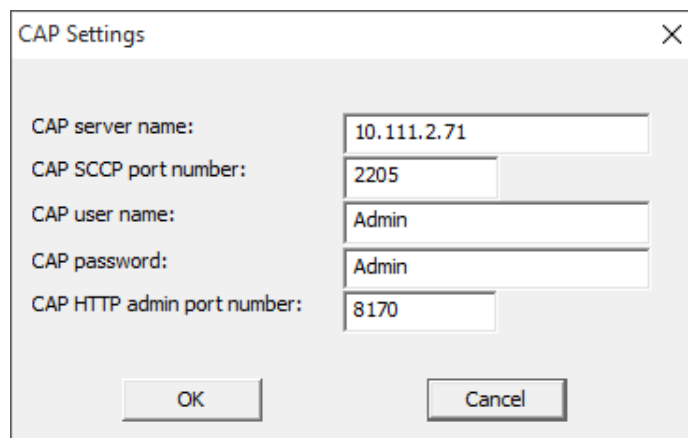 CAP Settings
CAP server name: 10.111.2.71
CAP SCCP port number: 2205
CAP user name: Admin
CAP password: Admin
CAP HTTP admin port number: 8170
OK Cancel